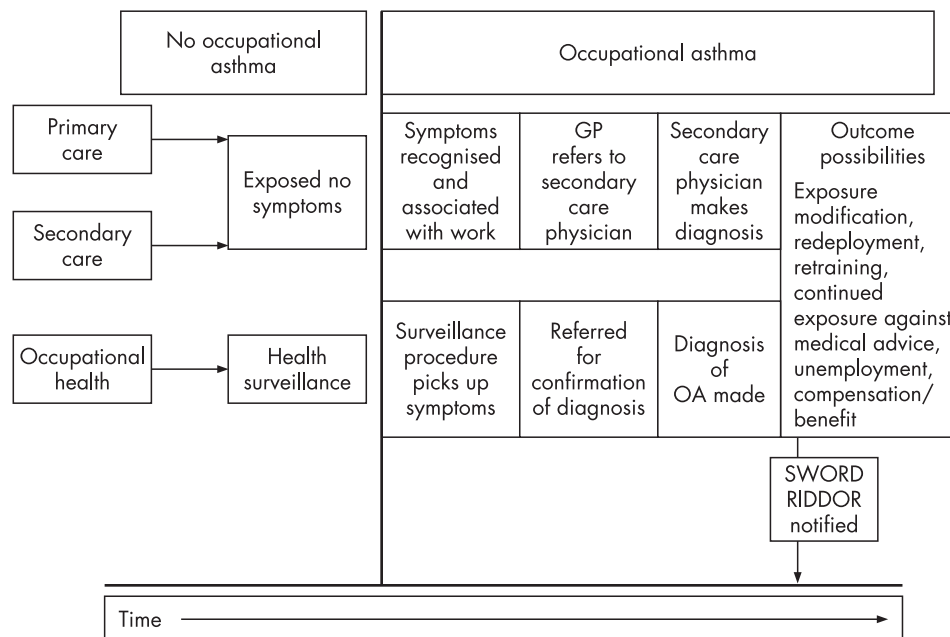 No occupational
asthma
Occupational asthma
Primary
care
Secondary
care
Exposed no
symptoms
Symptoms
recognised
and
associated
with work
GP
refers to
secondary
care
physician
Secondary
care
physician
makes
diagnosis
Outcome
possibilities
Exposure
modification,
redeployment,
retraining,
continued
exposure against
medical advice,
unemployment,
compensation/
benefit
Occupational
health
Health
surveillance
Surveillance
procedure
picks up
symptoms
Referred
for
confirmation
of diagnosis
Diagnosis
of
OA made
SWORD
RIDDOR
notified
Time